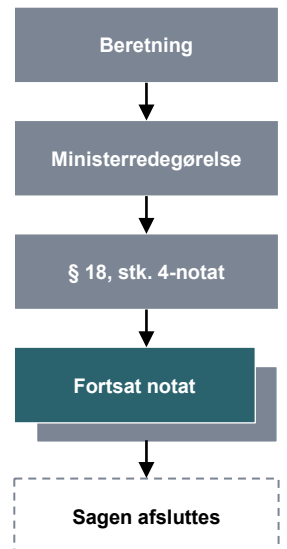 Beretning
Ministerredegørelse
§ 18, stk. 4-notat
Fortsat notat
Sagen afsluttes